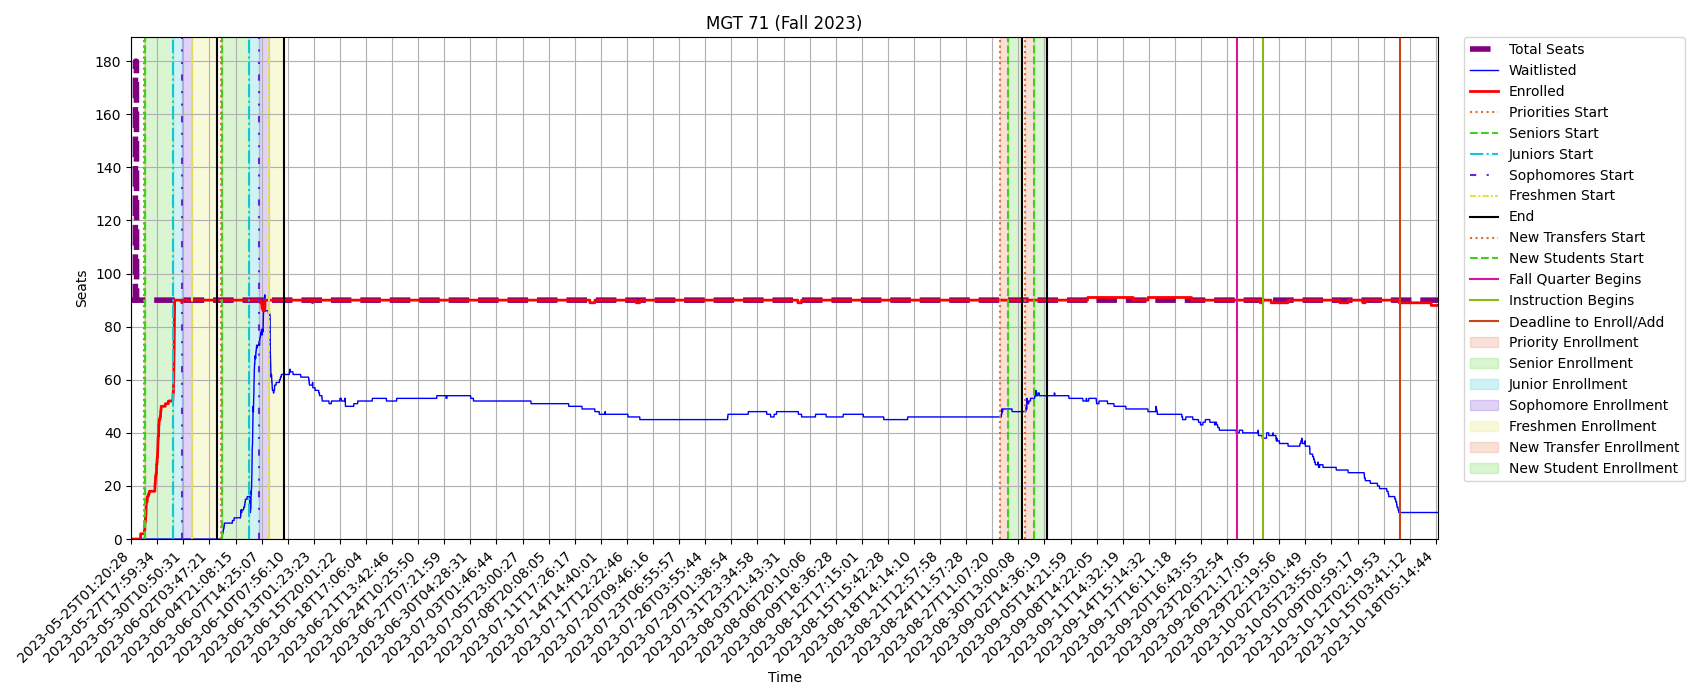 MGT 71 (Fall 2023)
Seats
180
160
140
120
100
80
60
40
20
0
2023-05-25T01:20:28
2023-05-27T17:59:34
2023-05-30T10:50:31
2023-06-02T03:47:21
2023-06-04T21:08:15
2023-06-07T14:25:07
2023-06-10T07:56:10
2023-06-13T01:23:23
2023-06-15T20:01:22
2023-06-18T17:06:04
2023-06-21T13:42:46
2023-06-24T10:25:50
2023-06-27T07:21:59
2023-06-30T04:28:31
2023-07-03T01:46:44
2023-07-05T23:00:27
2023-07-08T20:08:05
2023-07-11T17:26:17
2023-07-14T14:40:01
2023-07-17T12:22:46
2023-07-20T09:46:16
2023-07-23T06:55:57
2023-07-26T03:55:44
2023-07-29T01:38:54
2023-07-31T23:34:58
2023-08-03T21:43:31
2023-08-06T20:10:06
2023-08-09T18:36:28
2023-08-12T17:15:01
2023-08-15T15:42:28
2023-08-18T14:14:10
2023-08-21T12:57:58
2023-08-24T11:57:28
2023-08-27T11:07:20
2023-08-30T13:00:08
2023-09-02T14:36:19
2023-09-05T14:21:59
2023-09-08T14:22:05
2023-09-11T14:32:19
2023-09-14T15:14:32
2023-09-17T16:11:18
2023-09-20T16:43:55
2023-09-23T20:32:54
2023-09-26T21:17:05
2023-09-29T22:19:56
2023-10-02T23:01:49
2023-10-05T23:55:05
2023-10-09T00:59:17
2023-10-12T02:19:53
2023-10-15T03:41:12
2023-10-18T05:14:44
Time
Total Seats
Waitlisted
Enrolled
Priorities Start
Seniors Start
Juniors Start
Sophomores Start
Freshmen Start
End
New Transfers Start
New Students Start
Fall Quarter Begins
Instruction Begins
Deadline to Enroll/Add
Priority Enrollment
Senior Enrollment
Junior Enrollment
Sophomore Enrollment
Freshmen Enrollment
New Transfer Enrollment
New Student Enrollment